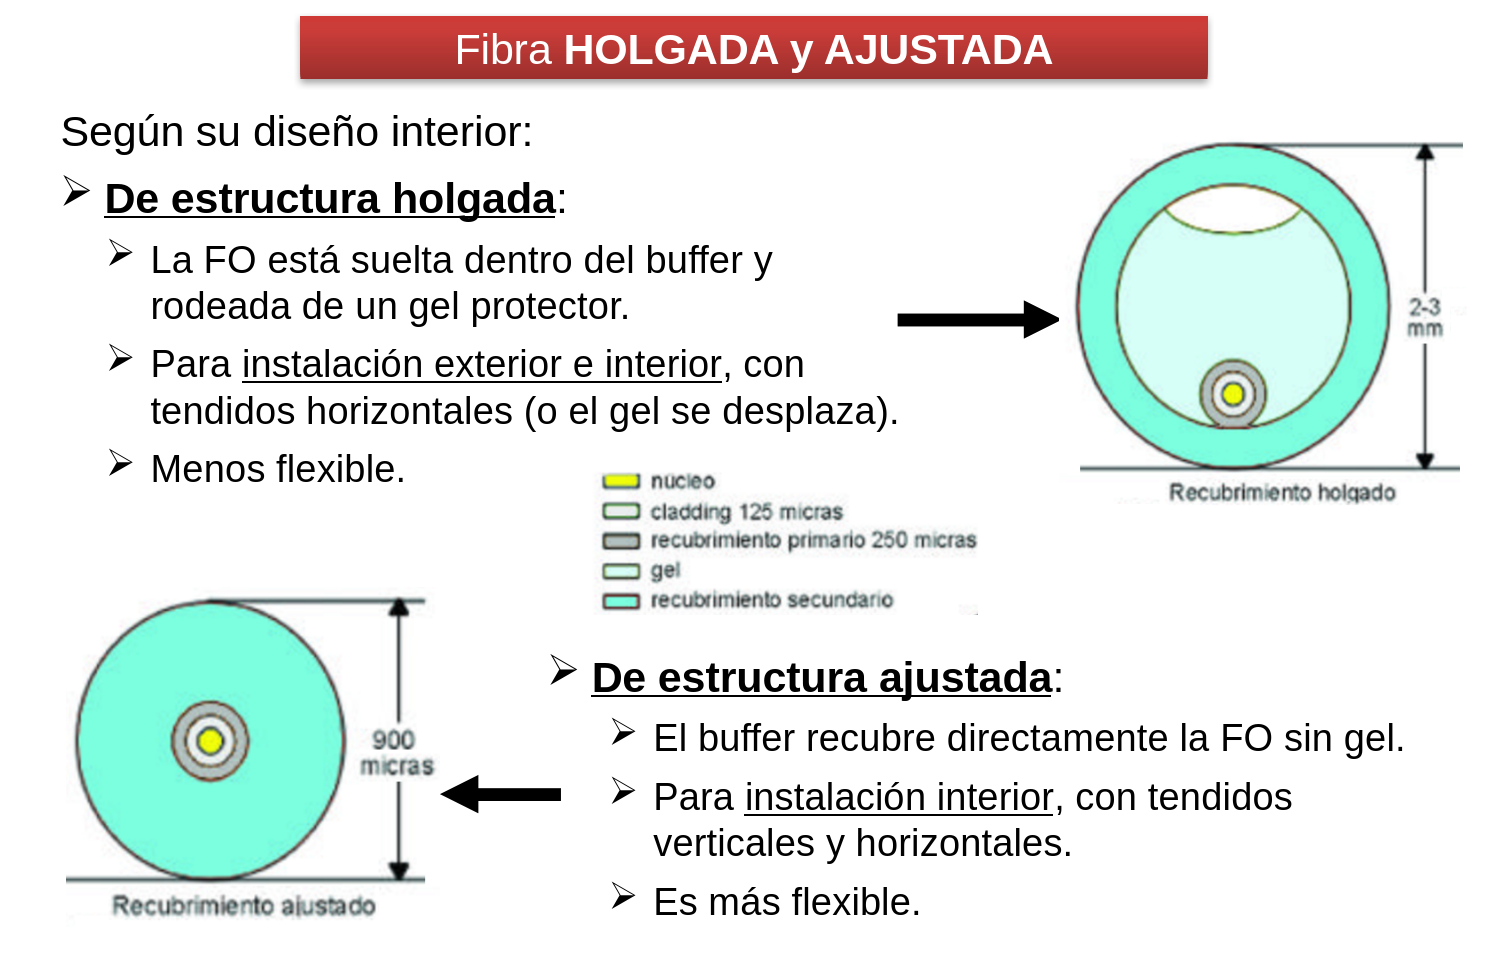 Fibra HOLGADA y AJUSTADA
Según su diseño interior:
De estructura holgada:
La FO está suelta dentro del buffer y
rodeada de un gel protector.
Para instalación exterior e interior, con
tendidos horizontales (o el gel se desplaza).
Menos flexible.
2-3
mm
Recubrimiento holgado
núcleo
cladding 125 micras
recubrimiento primario 250 micras
gel
recubrimiento secundario
900
micras
Recubrimiento ajustado
De estructura ajustada:
El buffer recubre directamente la FO sin gel.
Para instalación interior, con tendidos
verticales y horizontales.
Es más flexible.